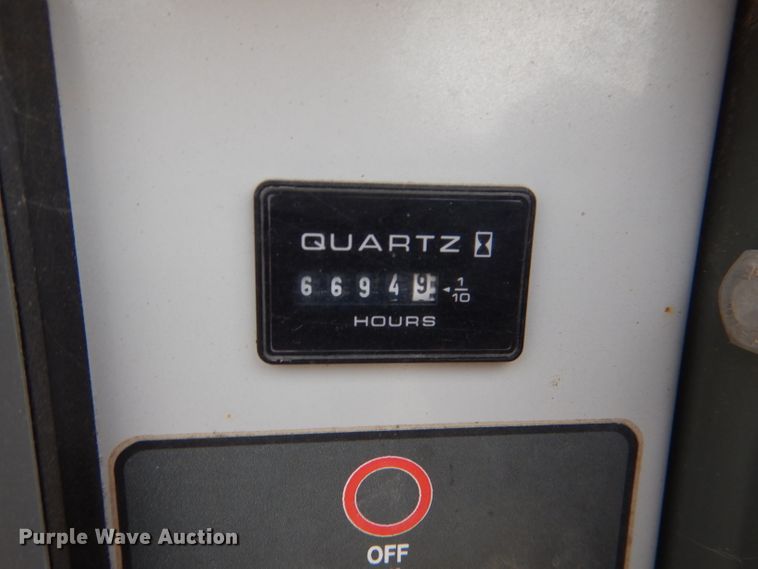 QUARTZ
6 6 9 4 9 1/10
HOURS
OFF
Purple Wave Auction